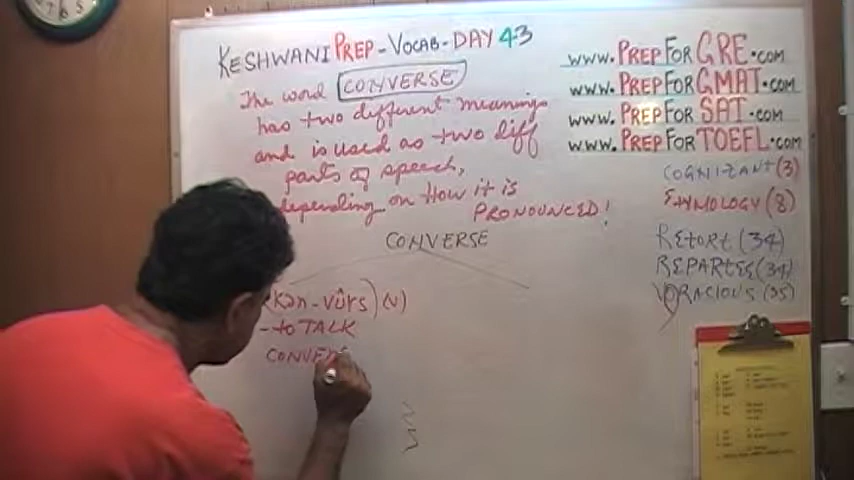 KESHWANI PREP-VOCAB-DAY 43
The word CONVERSE
has two different meanings
and is used as two diff
parts of speech,
depending on How it is
PRONOUNCED!
CONVERSE
(kən-vûrs) (v)
- to TALK
CONVERS
www.PREPFORGRE.com
www.PREPFORGMAT.com
www.PREPFORSAT.com
www.PREPFORTOEFL.com
COGNIZANT (3)
ETYMOLOGY (8)
RETORT (34)
REPARTEE (34)
VORACIOUS (35)